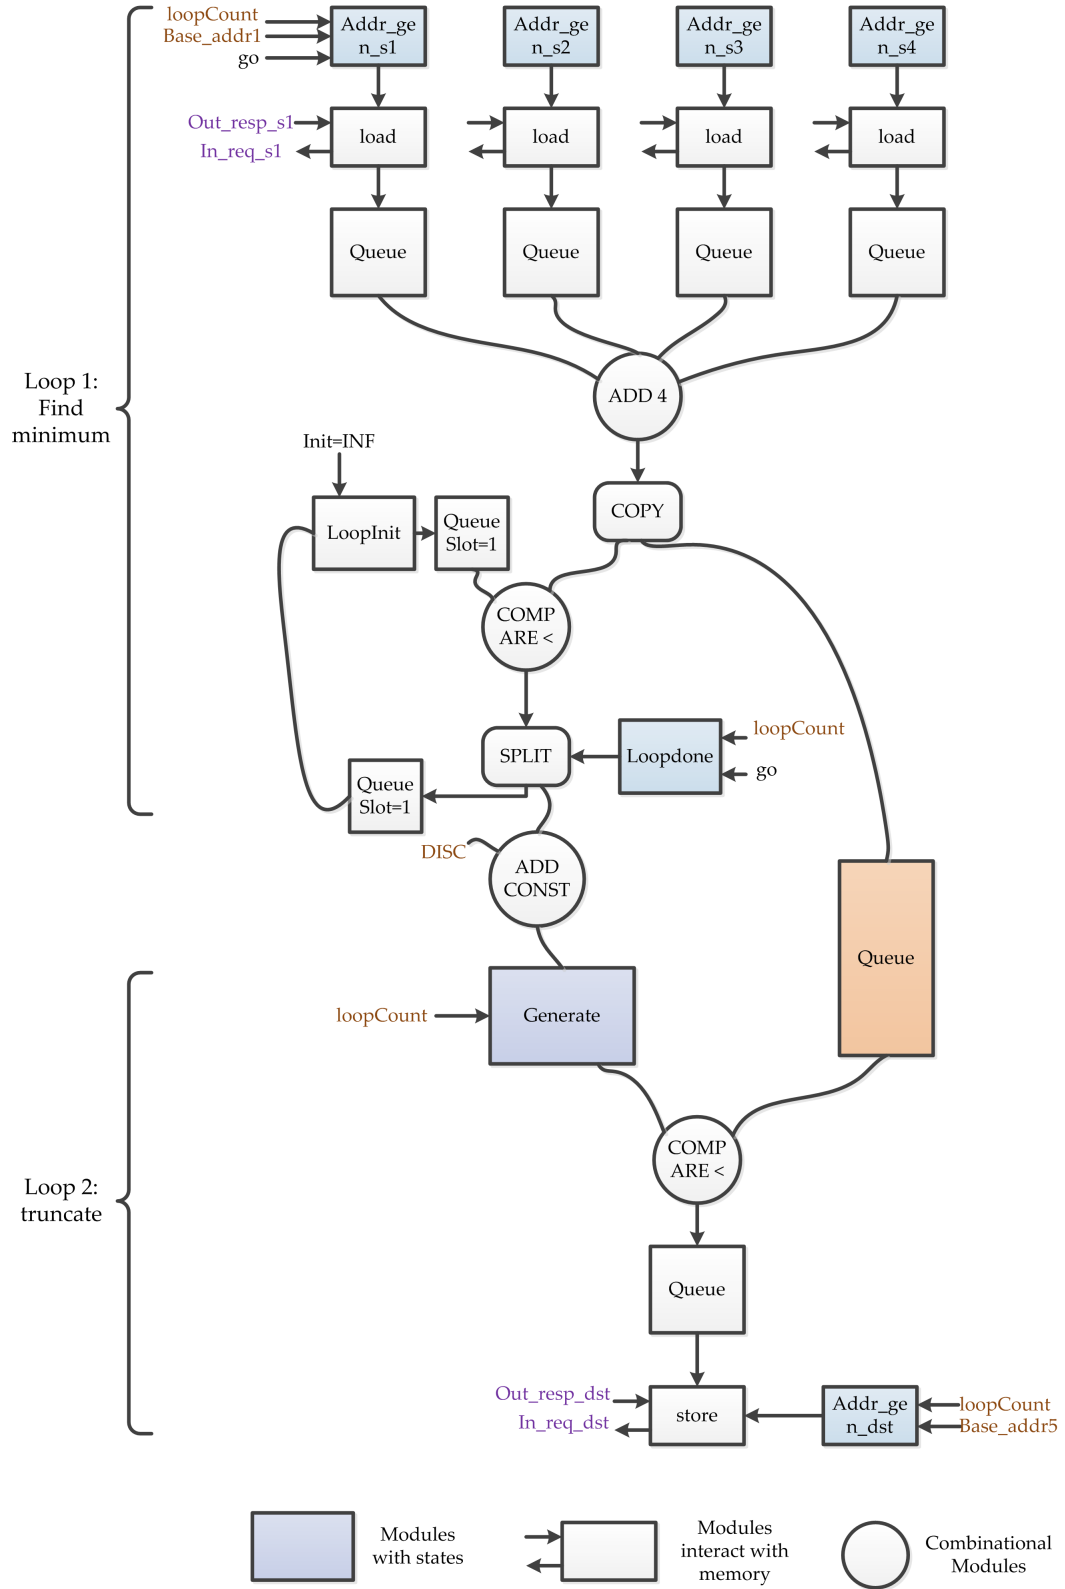 loopCount
Base_addr1
go
Addr_ge
n_s1
Addr_ge
n_s2
Addr_ge
n_s3
Addr_ge
n_s4
Out_resp_s1
In_req_s1
load
load
load
load
Queue
Queue
Queue
Queue
Loop 1:
Find
minimum
ADD 4
Init=INF
COPY
LoopInit
Queue
Slot=1
COMP
ARE <
SPLIT
Loopdone
loopCount
go
Queue
Slot=1
DISC
ADD
CONST
Queue
loopCount
Generate
Loop 2:
truncate
COMP
ARE <
Queue
Out_resp_dst
In_req_dst
store
Addr_ge
n_dst
loopCount
Base_addr5
Modules
with states
Modules
interact with
memory
Combinational
Modules